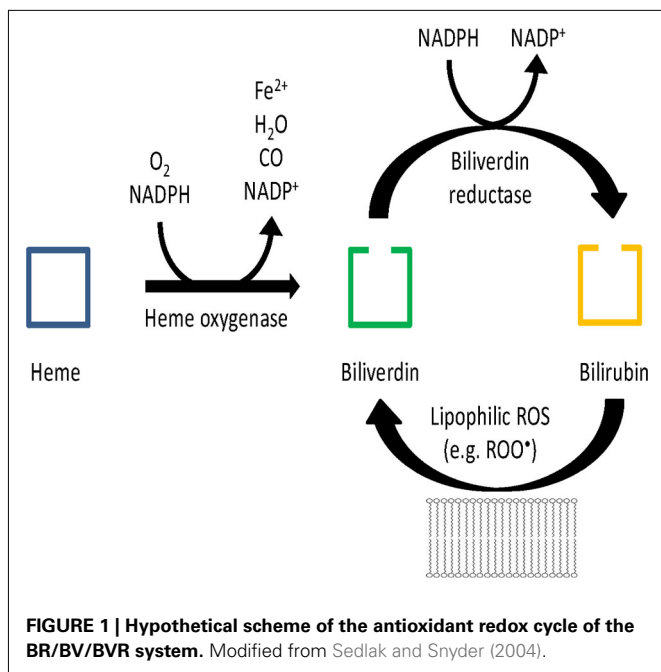 NADPH NADP⁺
Fe²⁺
H₂O
CO
NADP⁺
O₂
NADPH
Biliverdin
reductase
Heme oxygenase
Heme
Biliverdin
Bilirubin
Lipophilic ROS
(e.g. ROO•)
FIGURE 1 | Hypothetical scheme of the antioxidant redox cycle of the
BR/BV/BVR system. Modified from Sedlak and Snyder (2004).